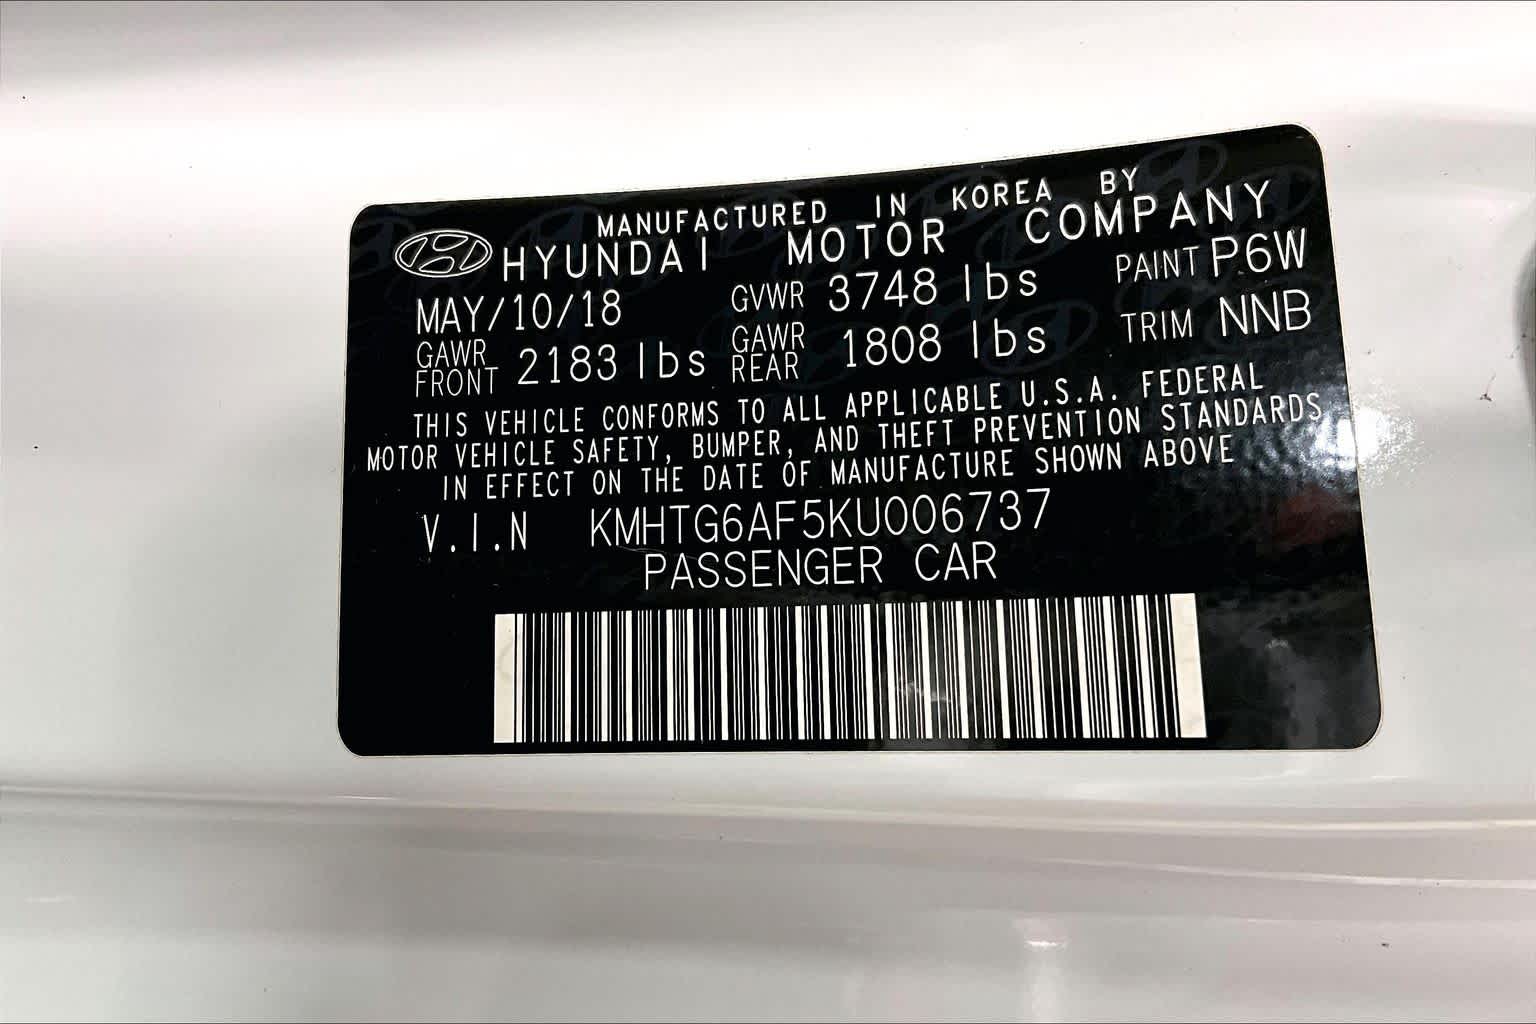 MANUFACTURED IN KOREA BY
HYUNDAI MOTOR COMPANY
MAY/10/18 GVWR 3748 lbs PAINT P6W
GAWR FRONT 2183 lbs GAWR REAR 1808 lbs TRIM NNB
THIS VEHICLE CONFORMS TO ALL APPLICABLE U.S.A. FEDERAL
MOTOR VEHICLE SAFETY, BUMPER, AND THEFT PREVENTION STANDARDS
IN EFFECT ON THE DATE OF MANUFACTURE SHOWN ABOVE
V.I.N KMHTG6AF5KU006737
PASSENGER CAR